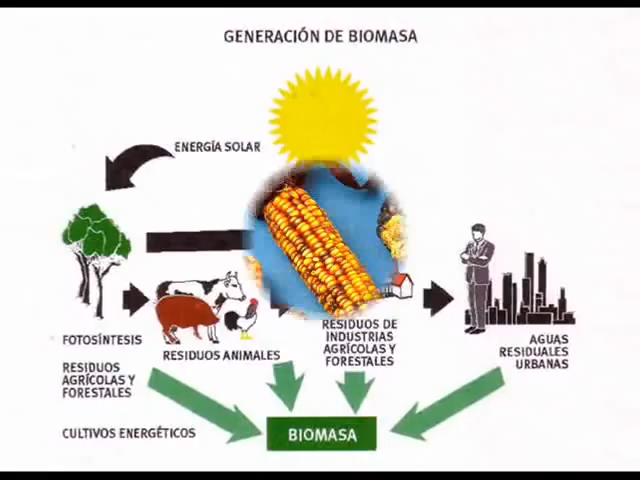 GENERACIÓN DE BIOMASA
ENERGÍA SOLAR
FOTOSÍNTESIS
RESIDUOS
AGRÍCOLAS Y
FORESTALES
CULTIVOS ENERGÉTICOS
RESIDUOS ANIMALES
RESIDUOS DE
INDUSTRIAS
AGRÍCOLAS Y
FORESTALES
AGUAS
RESIDUALES
URBANAS
BIOMASA